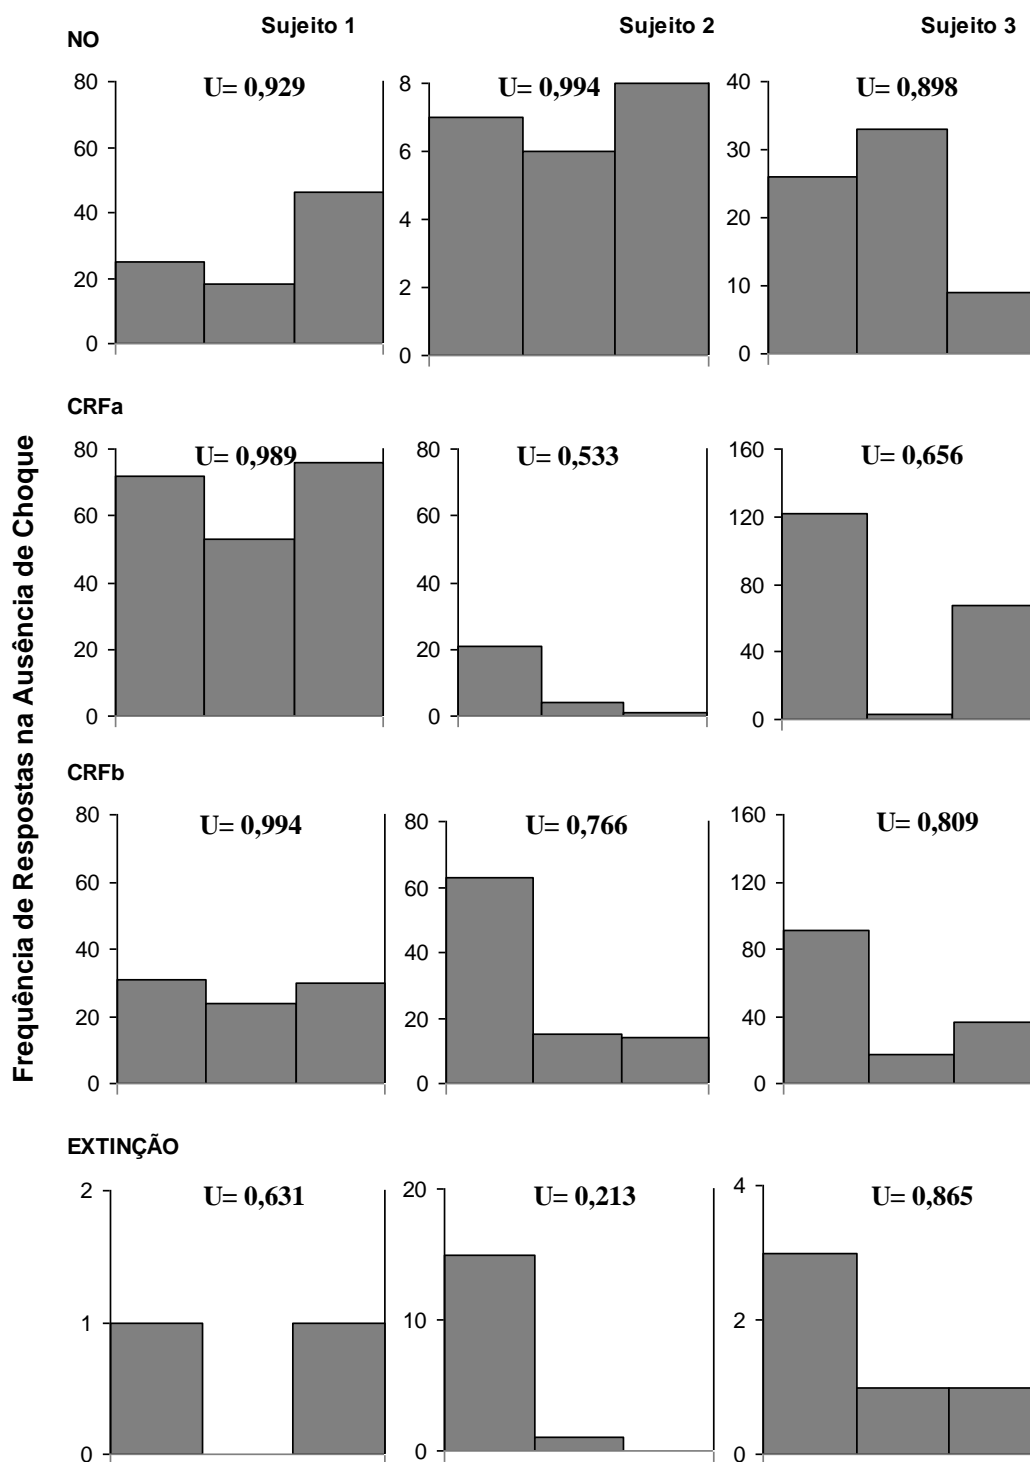 Sujeito 1 Sujeito 2 Sujeito 3
NO
U= 0,929 U= 0,994 U= 0,898
80 8 40
60 6 30
40 4 20
20 2 10
0 0 0
Frequência de Respostas na Ausência de Choque
CRFa
U= 0,989 U= 0,533 U= 0,656
80 80 160
60 60 120
40 40 80
20 20 40
0 0 0
CRFb
U= 0,994 U= 0,766 U= 0,809
80 80 160
60 60 120
40 40 80
20 20 40
0 0 0
EXTINÇÃO
U= 0,631 U= 0,213 U= 0,865
2 20 4
1 10 2
0 0 0